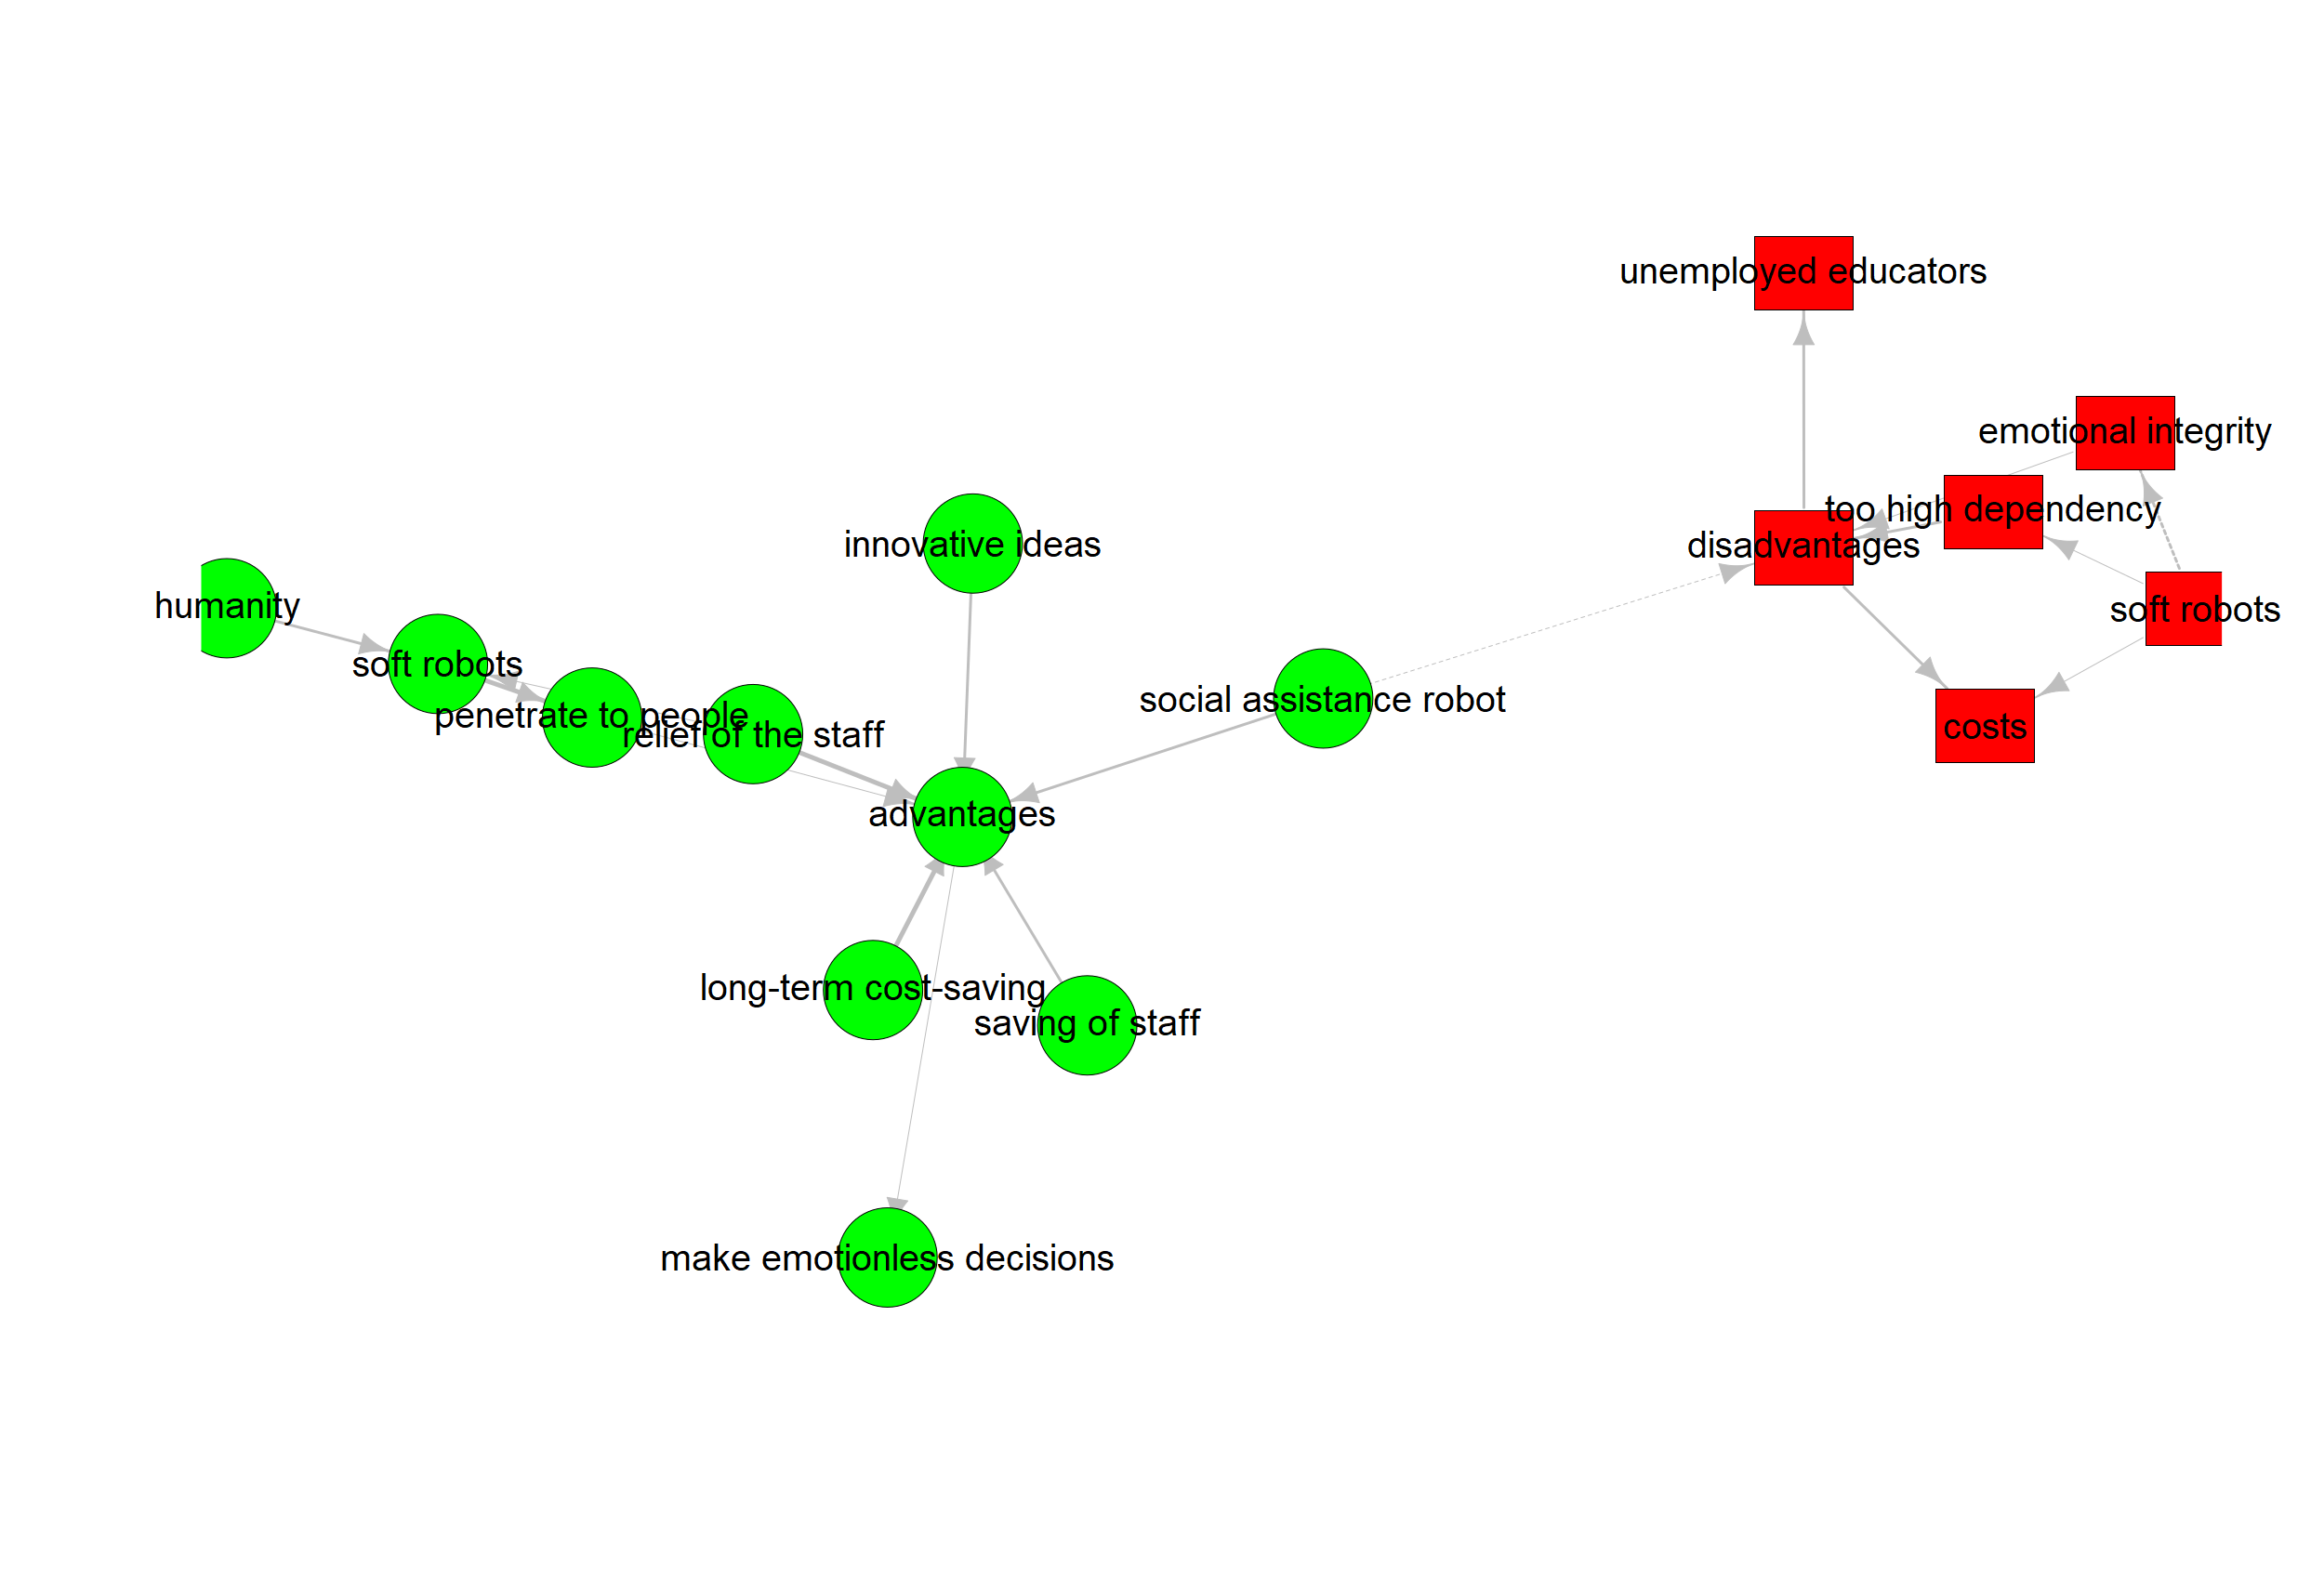 unemployed educators
emotional integrity
too high dependency
innovative ideas
disadvantages
humanity
soft robots
soft robots
social assistance robot
penetrate to people
costs
relief of the staff
advantages
long-term cost-saving
saving of staff
make emotionless decisions